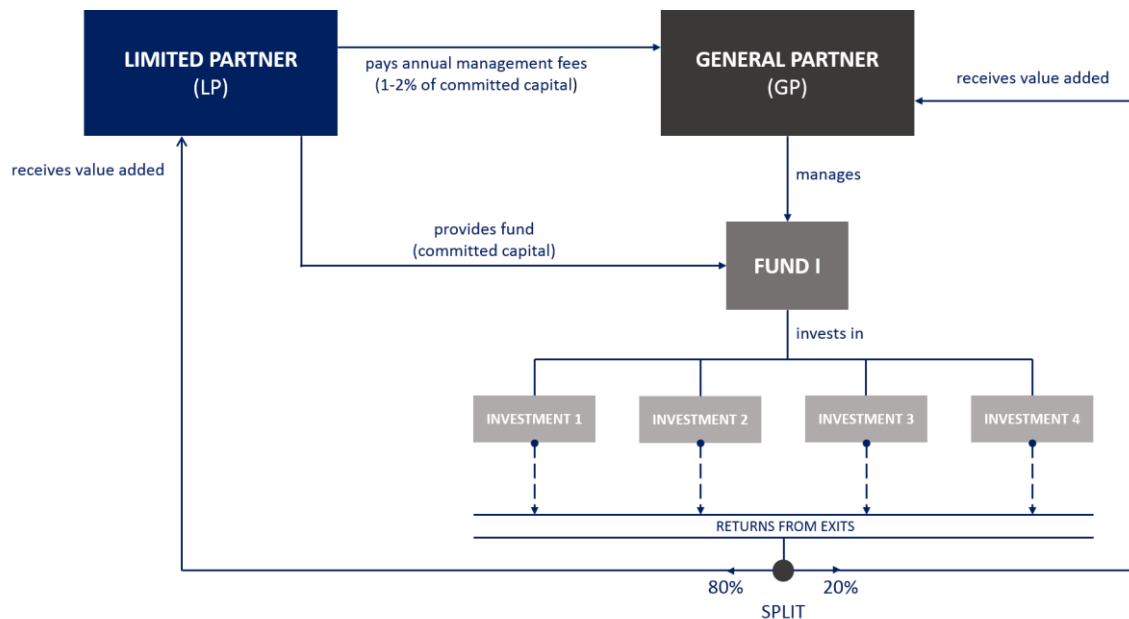 LIMITED PARTNER
(LP)
pays annual management fees
(1-2% of committed capital)
GENERAL PARTNER
(GP)
receives value added
receives value added
manages
provides fund
(committed capital)
FUND I
invests in
INVESTMENT 1
INVESTMENT 2
INVESTMENT 3
INVESTMENT 4
RETURNS FROM EXITS
80%
20%
SPLIT